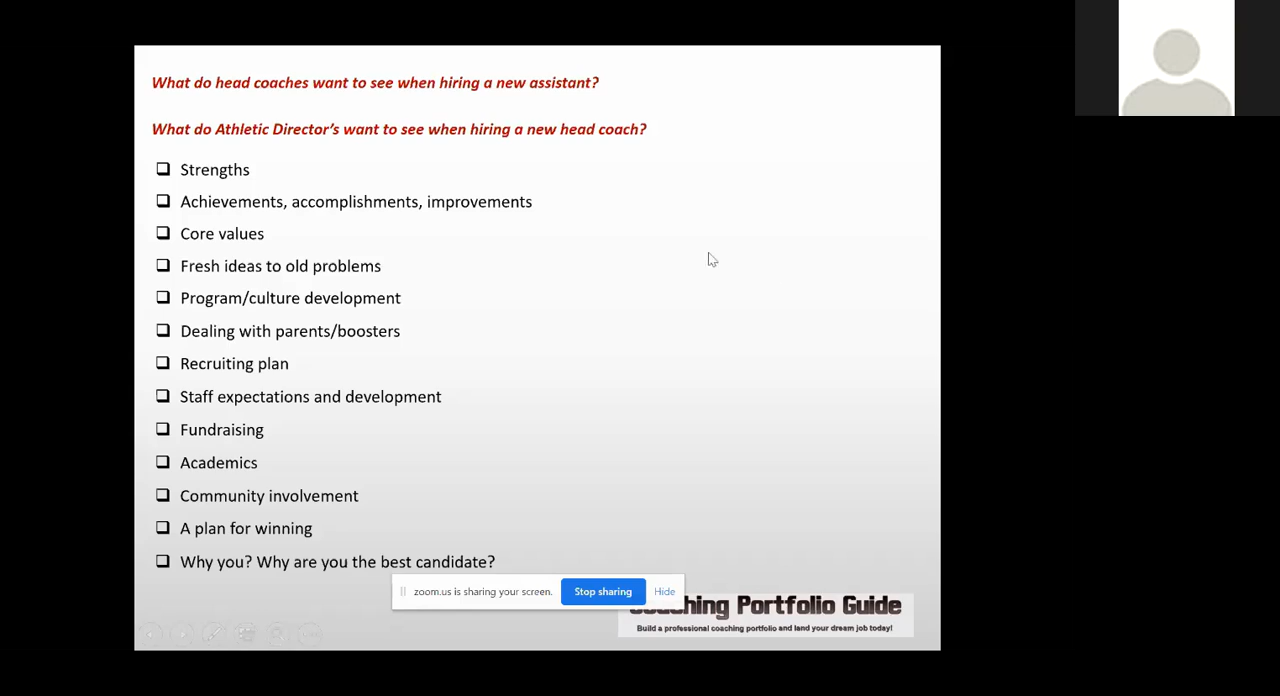 What do head coaches want to see when hiring a new assistant?
What do Athletic Director's want to see when hiring a new head coach?
Strengths
Achievements, accomplishments, improvements
Core values
Fresh ideas to old problems
Program/culture development
Dealing with parents/boosters
Recruiting plan
Staff expectations and development
Fundraising
Academics
Community involvement
A plan for winning
Why you? Why are you the best candidate?
zoom.us is sharing your screen. Stop sharing Hide
Portfolio Guide
Build a professional coaching portfolio and land your dream job today!